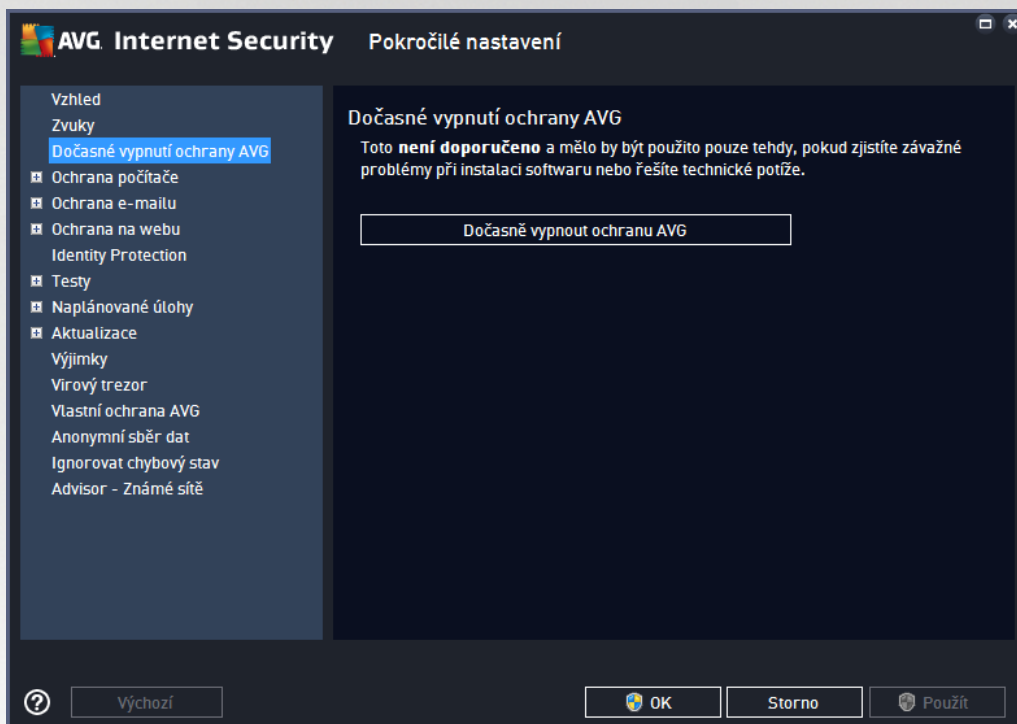 AVG. Internet Security Pokročilé nastavení
Vzhled
Zvuky
Dočasné vypnutí ochrany AVG
Ochrana počítače
Ochrana e-mailu
Ochrana na webu
Identity Protection
Testy
Naplánované úlohy
Aktualizace
Výjimky
Virový trezor
Vlastní ochrana AVG
Anonymní sběr dat
Ignorovat chybový stav
Advisor - Známé sítě
Dočasné vypnutí ochrany AVG
Toto není doporučeno a mělo by být použito pouze tehdy, pokud zjistíte závažné
problémy při instalaci softwaru nebo řešíte technické potíže.
Dočasně vypnout ochranu AVG
Výchozí
OK
Storno
Použít